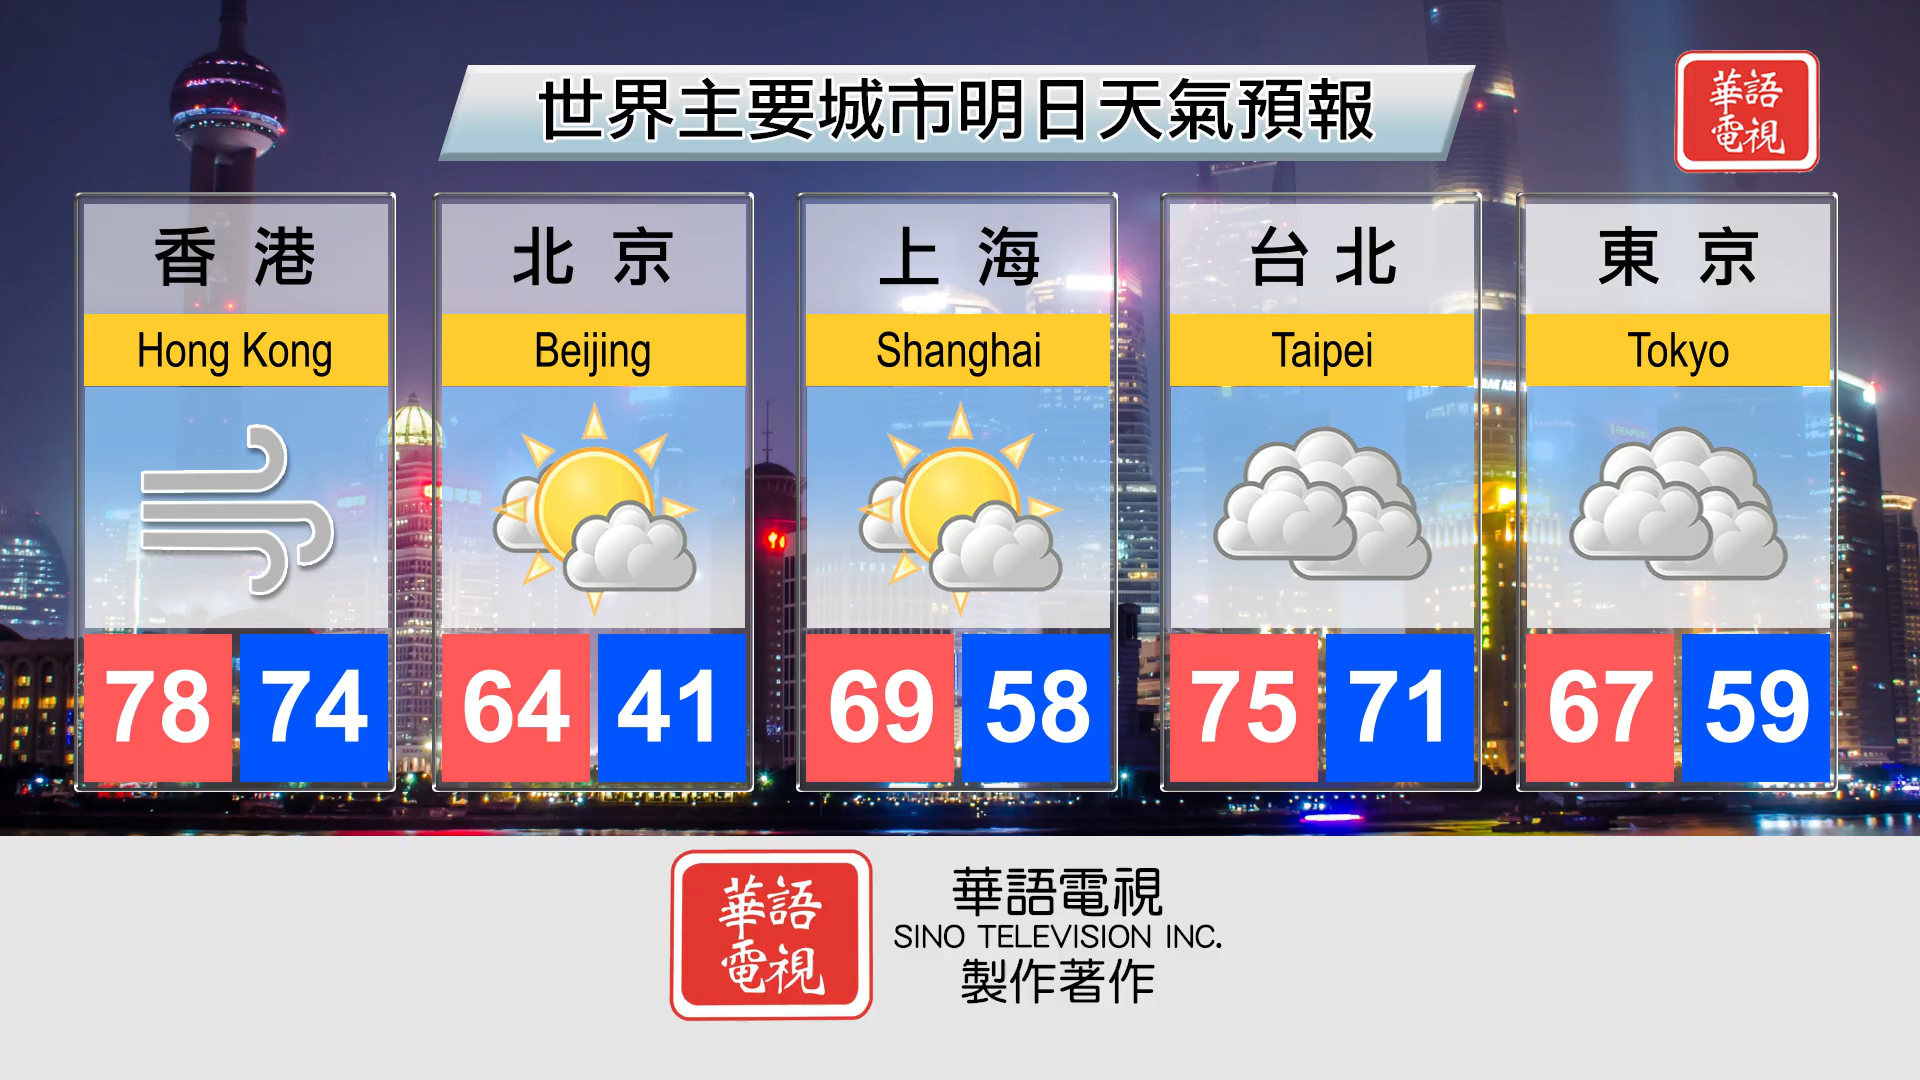 世界主要城市明日天氣預報
華語
電視
香港
Hong Kong
78 74
北京
Beijing
64 41
上海
Shanghai
69 58
台北
Taipei
75 71
東京
Tokyo
67 59
華語
電視
華語電視
SINO TELEVISION INC.
製作著作